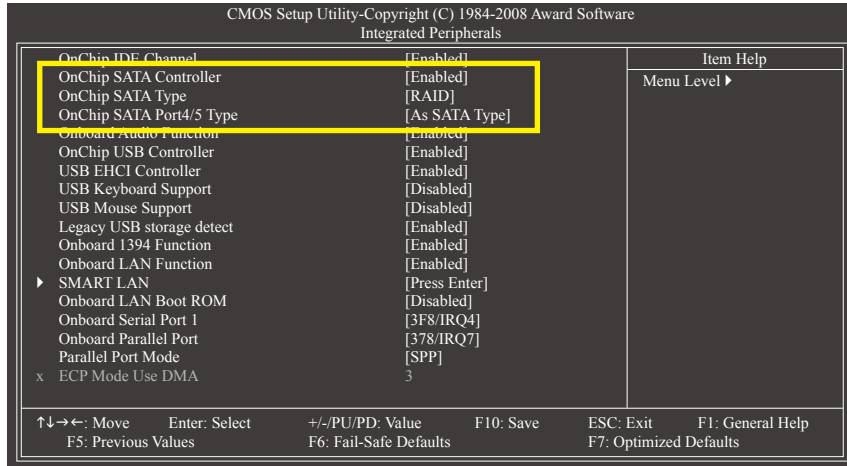 CMOS Setup Utility-Copyright (C) 1984-2008 Award Software
Integrated Peripherals
OnChip IDE Channel [Enabled]
OnChip SATA Controller [Enabled]
OnChip SATA Type [RAID]
OnChip SATA Port4/5 Type [As SATA Type]
Onboard Audio Function [Enabled]
OnChip USB Controller [Enabled]
USB EHCI Controller [Enabled]
USB Keyboard Support [Disabled]
USB Mouse Support [Disabled]
Legacy USB storage detect [Enabled]
Onboard 1394 Function [Enabled]
Onboard LAN Function [Enabled]
SMART LAN [Press Enter]
Onboard LAN Boot ROM [Disabled]
Onboard Serial Port 1 [3F8/IRQ4]
Onboard Parallel Port [378/IRQ7]
Parallel Port Mode [SPP]
x ECP Mode Use DMA 3
Item Help
Menu Level
↑↓→←: Move Enter: Select +/-/PU/PD: Value F10: Save ESC: Exit F1: General Help
F5: Previous Values F6: Fail-Safe Defaults F7: Optimized Defaults